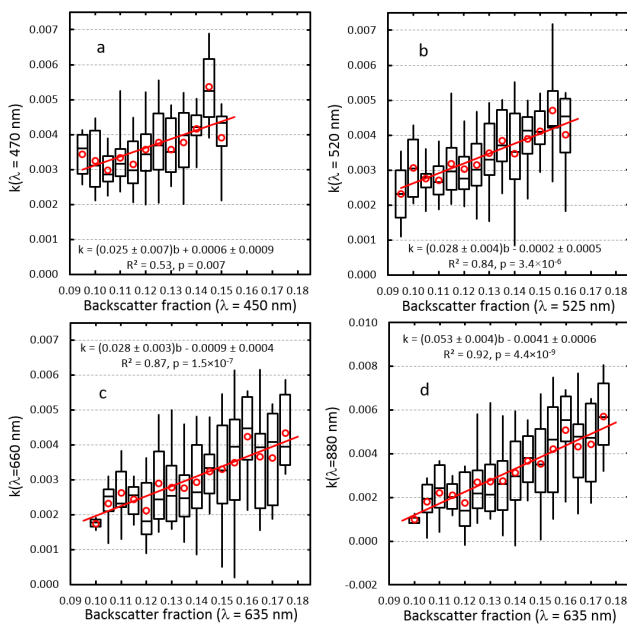 a
k(λ = 470 nm)
0.007
0.006
0.005
0.004
0.003
0.002
0.001
0.000
k = (0.025 ± 0.007)b + 0.0006 ± 0.0009
R² = 0.53, p = 0.007
0.09 0.10 0.11 0.12 0.13 0.14 0.15 0.16 0.17 0.18
Backscatter fraction (λ = 450 nm)
b
k(λ = 520 nm)
0.007
0.006
0.005
0.004
0.003
0.002
0.001
0.000
k = (0.028 ± 0.004)b - 0.0002 ± 0.0005
R² = 0.84, p = 3.4×10⁻⁶
0.09 0.10 0.11 0.12 0.13 0.14 0.15 0.16 0.17 0.18
Backscatter fraction (λ = 525 nm)
k = (0.028 ± 0.003)b - 0.0009 ± 0.0004
R² = 0.87, p = 1.5×10⁻⁷
c
k(λ=660 nm)
0.007
0.006
0.005
0.004
0.003
0.002
0.001
0.000
0.09 0.10 0.11 0.12 0.13 0.14 0.15 0.16 0.17 0.18
Backscatter fraction (λ = 635 nm)
k = (0.053 ± 0.004)b - 0.0041 ± 0.0006
R² = 0.92, p = 4.4×10⁻⁹
d
k(λ=880 nm)
0.010
0.008
0.006
0.004
0.002
0.000
-0.002
0.09 0.10 0.11 0.12 0.13 0.14 0.15 0.16 0.17 0.18
Backscatter fraction (λ = 635 nm)